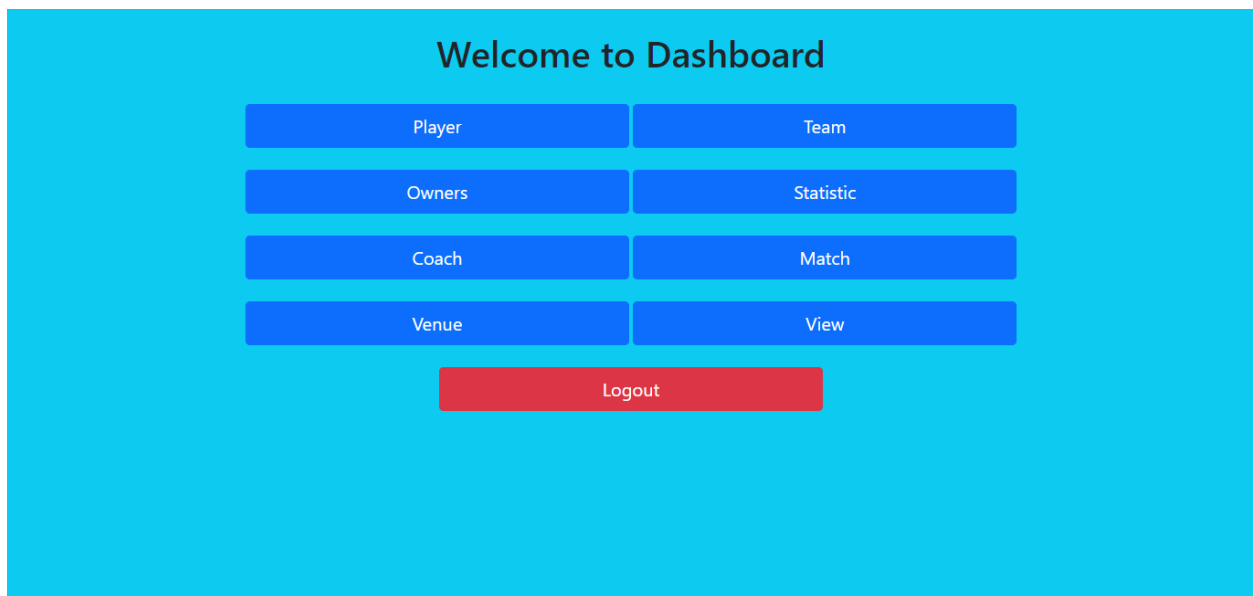 Welcome to Dashboard
Player Team
Owners Statistic
Coach Match
Venue View
Logout